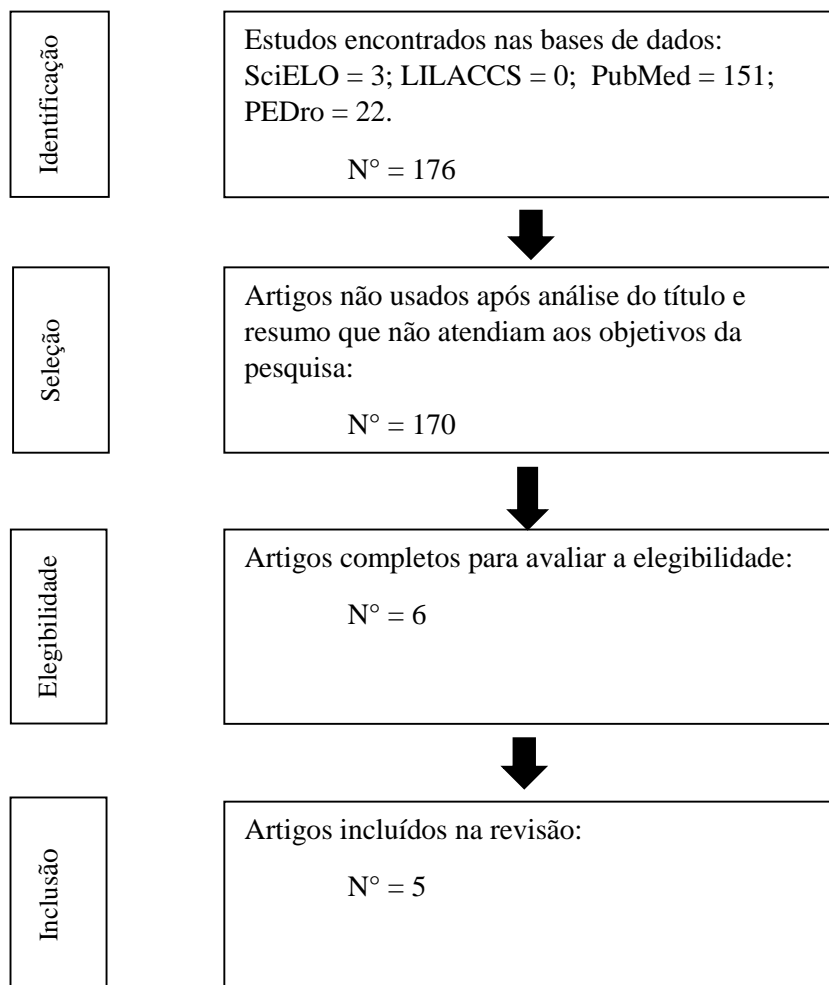 Identificação
Estudos encontrados nas bases de dados:
SciELO = 3; LILACCS = 0;  PubMed = 151;
PEDro = 22.
N° = 176
Seleção
Artigos não usados após análise do título e
resumo que não atendiam aos objetivos da
pesquisa:
N° = 170
Elegibilidade
Artigos completos para avaliar a elegibilidade:
N° = 6
Inclusão
Artigos incluídos na revisão:
N° = 5